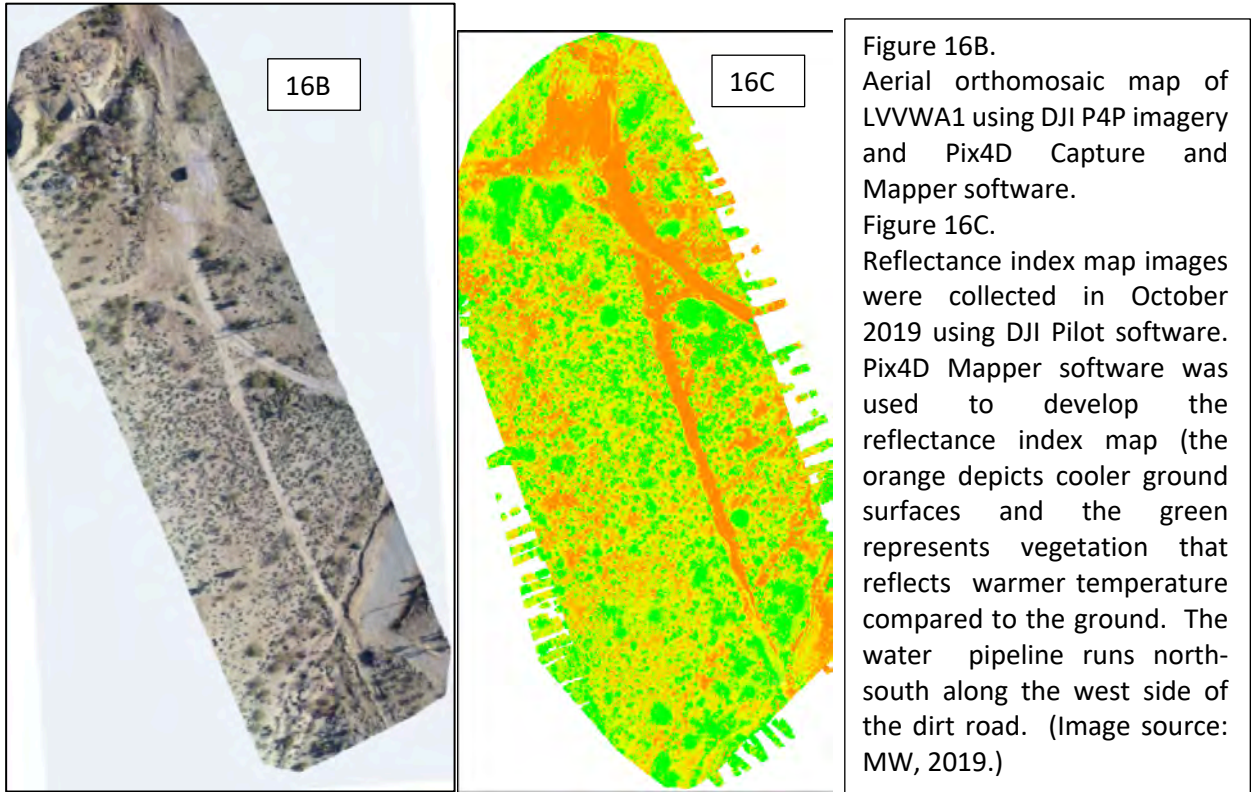 16B
16C
Figure 16B.
Aerial orthomosaic map of
LVVWA1 using DJI P4P imagery
and Pix4D Capture and
Mapper software.
Figure 16C.
Reflectance index map images
were collected in October
2019 using DJI Pilot software.
Pix4D Mapper software was
used to develop the
reflectance index map (the
orange depicts cooler ground
surfaces and the green
represents vegetation that
reflects warmer temperature
compared to the ground. The
water pipeline runs north-
south along the west side of
the dirt road. (Image source:
MW, 2019.)